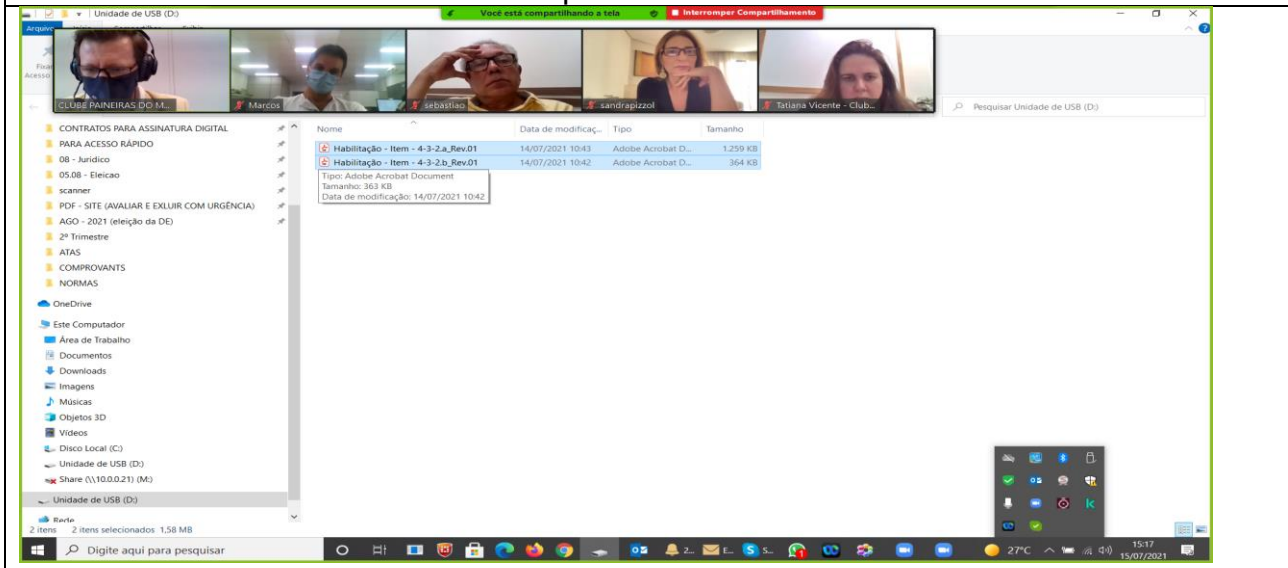 Unidade de USB (D:)
Você está compartilhando a tela
Interromper Compartilhamento
Arquivo
Acesso
CLUBE PAINEIRAS DO M...
Marcos
sebastiao
sandrapizzol
Tatiana Vicente - Club...
Pesquisar Unidade de USB (D:)
CONTRATOS PARA ASSINATURA DIGITAL
PARA ACESSO RÁPIDO
08 - Juridico
05.08 - Eleicao
scanner
PDF - SITE (AVALIAR E EXLUIR COM URGÊNCIA)
AGO - 2021 (eleição da DE)
2º Trimestre
ATAS
COMPROVANTS
NORMAS
OneDrive
Este Computador
Área de Trabalho
Documentos
Downloads
Imagens
Músicas
Objetos 3D
Vídeos
Disco Local (C:)
Unidade de USB (D:)
Share (\\10.0.0.21) (M:)
Unidade de USB (D:)
Rede
Nome Data de modificaç... Tipo Tamanho
Habilitação - Item - 4-3-2.a_Rev.01 14/07/2021 10:43 Adobe Acrobat D... 1.259 KB
Habilitação - Item - 4-3-2.b_Rev.01 14/07/2021 10:42 Adobe Acrobat D... 364 KB
Tipo: Adobe Acrobat Document
Tamanho: 363 KB
Data de modificação: 14/07/2021 10:42
2 itens 2 itens selecionados 1,58 MB
Digite aqui para pesquisar
2... E... S...
27°C
15:17
15/07/2021